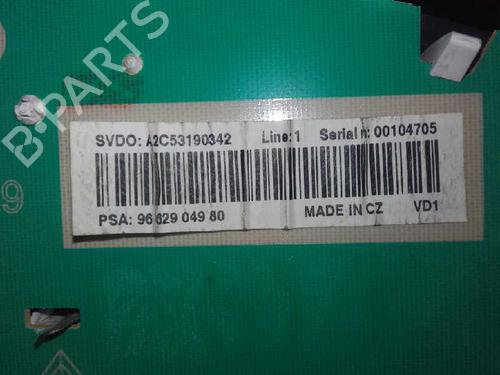 B-PARTS
SVDO: A2C53190342 Line: 1 Serial n: 00104705
PSA: 96 629 049 80 MADE IN CZ VD1
9